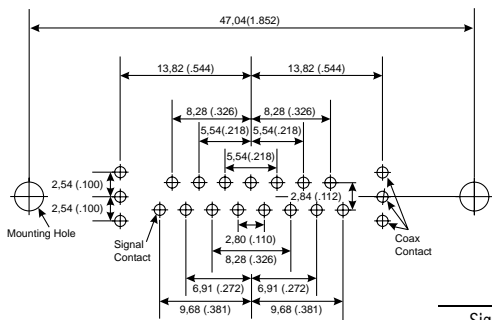 47,04(1.852)
13,82 (.544)
13,82 (.544)
8,28 (.326)
8,28 (.326)
5,54(.218)
5,54(.218)
5,54(.218)
2,54 (.100)
2,84 (.112)
2,54 (.100)
Mounting Hole
Signal
Contact
Coax
Contact
2,80 (.110)
8,28 (.326)
6,91 (.272)
6,91 (.272)
9,68 (.381)
9,68 (.381)
Sig